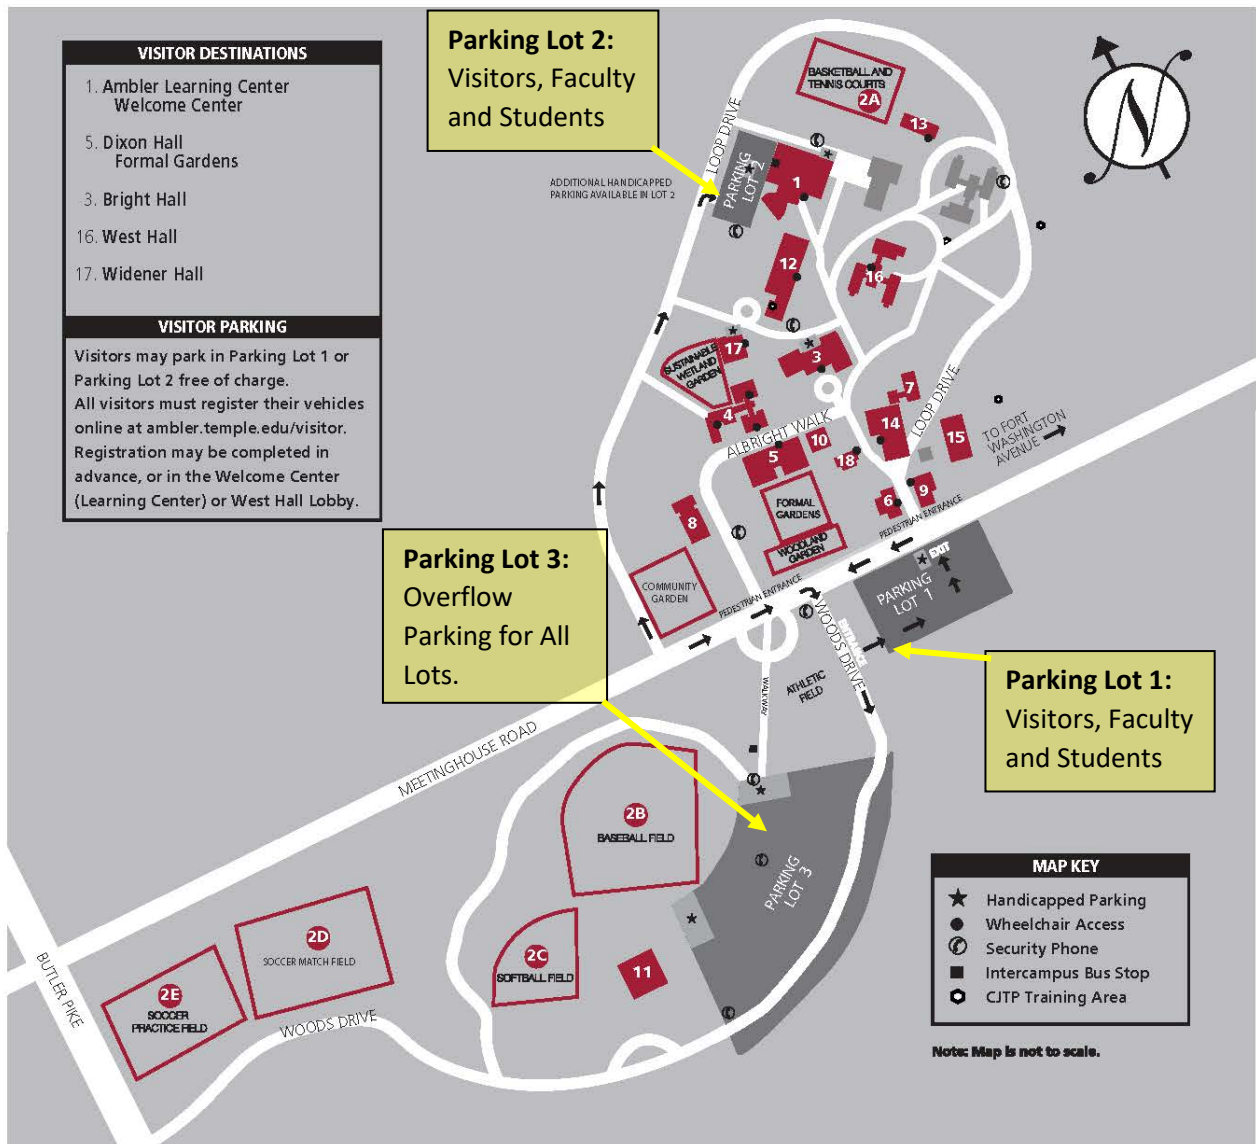 VISITOR DESTINATIONS
1. Ambler Learning Center
Welcome Center
5. Dixon Hall
Formal Gardens
3. Bright Hall
16. West Hall
17. Widener Hall
VISITOR PARKING
Visitors may park in Parking Lot 1 or
Parking Lot 2 free of charge.
All visitors must register their vehicles
online at ambler.temple.edu/visitor.
Registration may be completed in
advance, or in the Welcome Center
(Learning Center) or West Hall Lobby.
Parking Lot 2:
Visitors, Faculty
and Students
BASKETBALL AND
TENNIS COURTS
2A
13
N
LOOP DRIVE
PARKING
LOT 2
1
ADDITIONAL HANDICAPPED
PARKING AVAILABLE IN LOT 2
12
16
SUSTAINABLE
WETLAND
GARDEN
17
3
7
LOOP DRIVE
4
ALBRIGHT WALK
10
14
15
TO FORT
WASHINGTON
AVENUE
5
18
FORMAL
GARDENS
6
9
8
WOODLAND
GARDEN
PEDESTRIAN ENTRANCE
EXIT
PARKING
LOT 1
COMMUNITY
GARDEN
PEDESTRIAN ENTRANCE
WOODS DRIVE
ENTRANCE
Parking Lot 3:
Overflow
Parking for All
Lots.
ATHLETIC
FIELD
WALKWAY
Parking Lot 1:
Visitors, Faculty
and Students
MEETINGHOUSE ROAD
2B
BASEBALL FIELD
PARKING
LOT 3
2D
SOCCER MATCH FIELD
2C
SOFTBALL FIELD
11
2E
SOCCER
PRACTICE FIELD
BUTLER PIKE
WOODS DRIVE
MAP KEY
Handicapped Parking
Wheelchair Access
Security Phone
Intercampus Bus Stop
CJTP Training Area
Note: Map is not to scale.